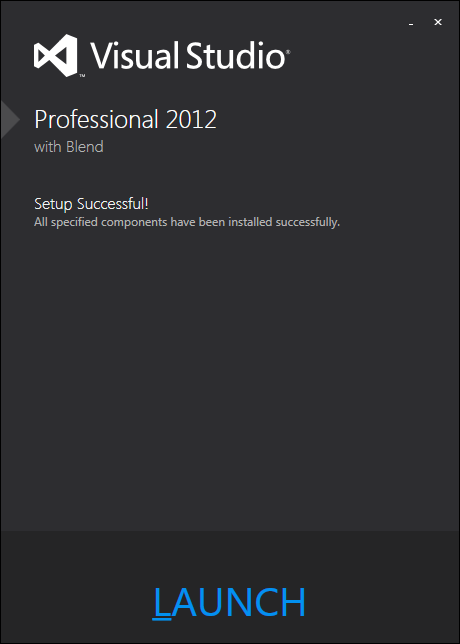 Visual Studio®
Professional 2012
with Blend
Setup Successful!
All specified components have been installed successfully.
LAUNCH